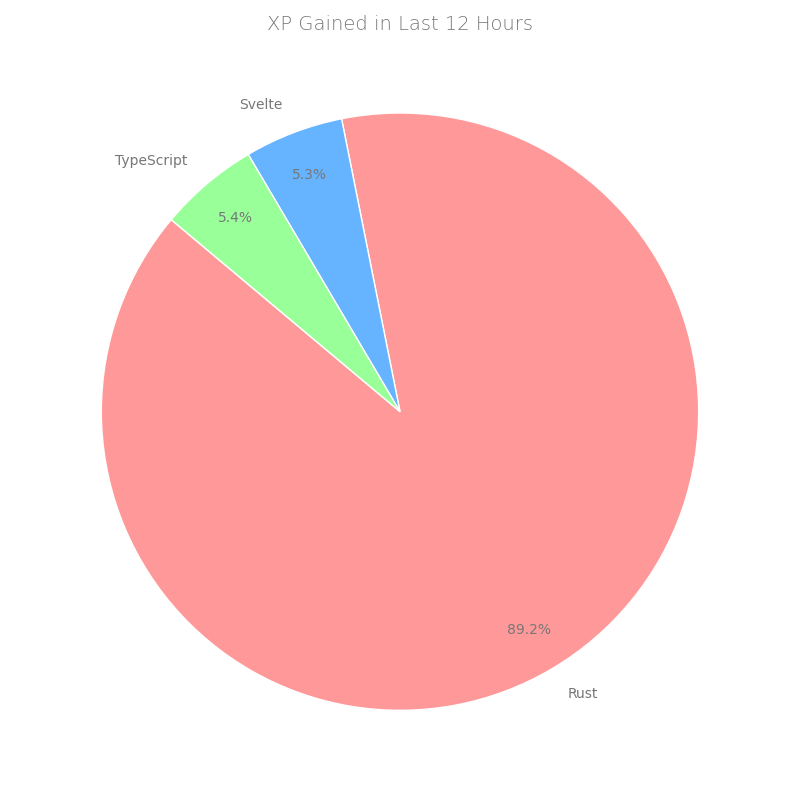 XP Gained in Last 12 Hours
Svelte
TypeScript
5.3%
5.4%
89.2%
Rust